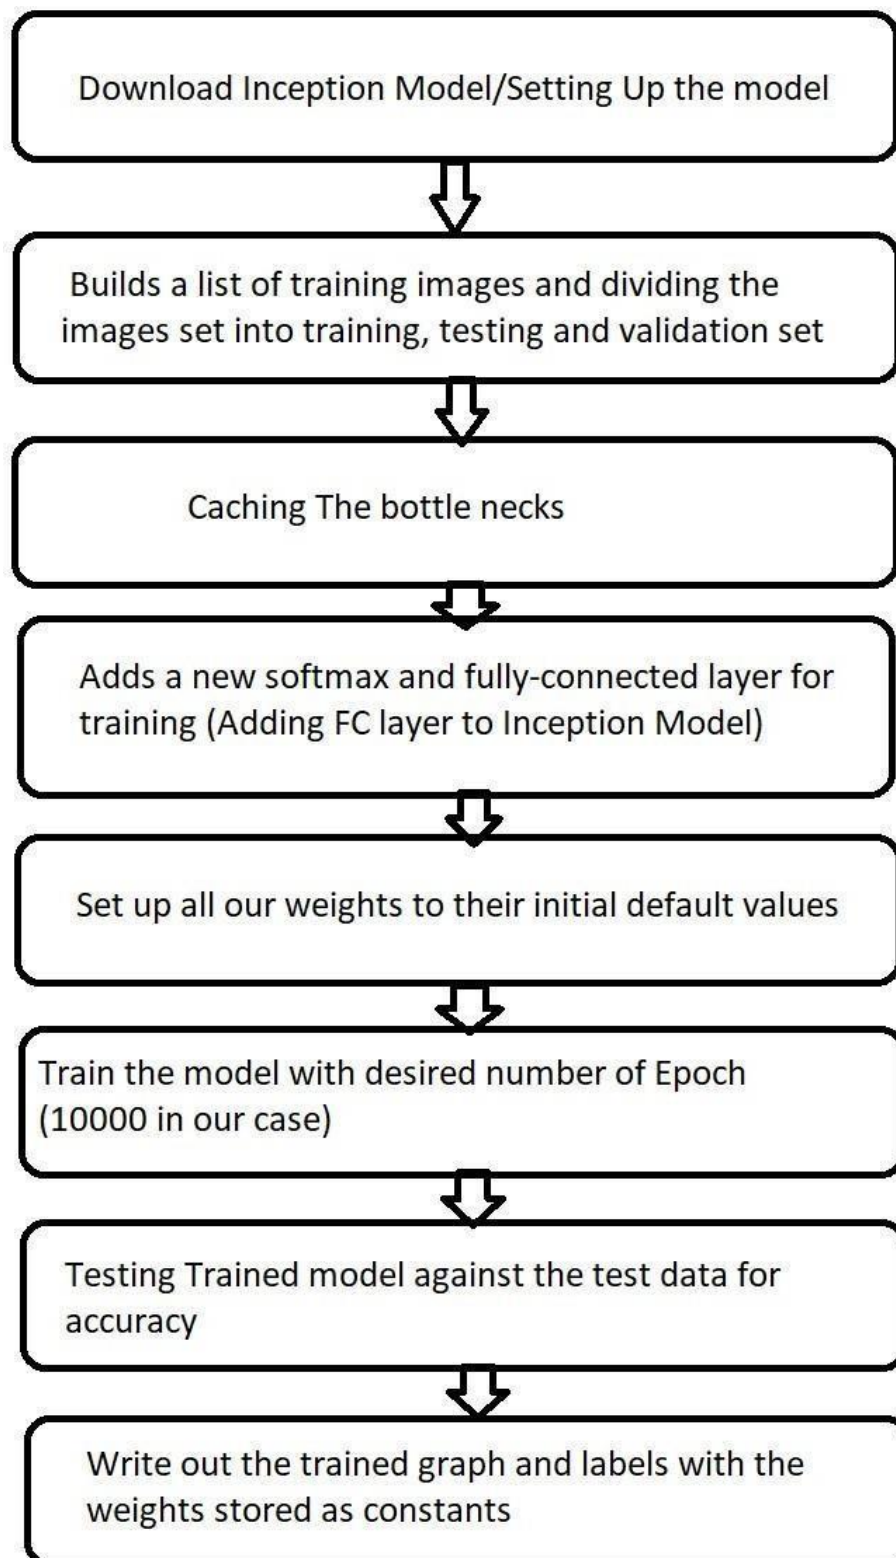 Download Inception Model/Setting Up the model
Builds a list of training images and dividing the
images set into training, testing and validation set
Caching The bottle necks
Adds a new softmax and fully-connected layer for
training (Adding FC layer to Inception Model)
Set up all our weights to their initial default values
Train the model with desired number of Epoch
(10000 in our case)
Testing Trained model against the test data for
accuracy
Write out the trained graph and labels with the
weights stored as constants